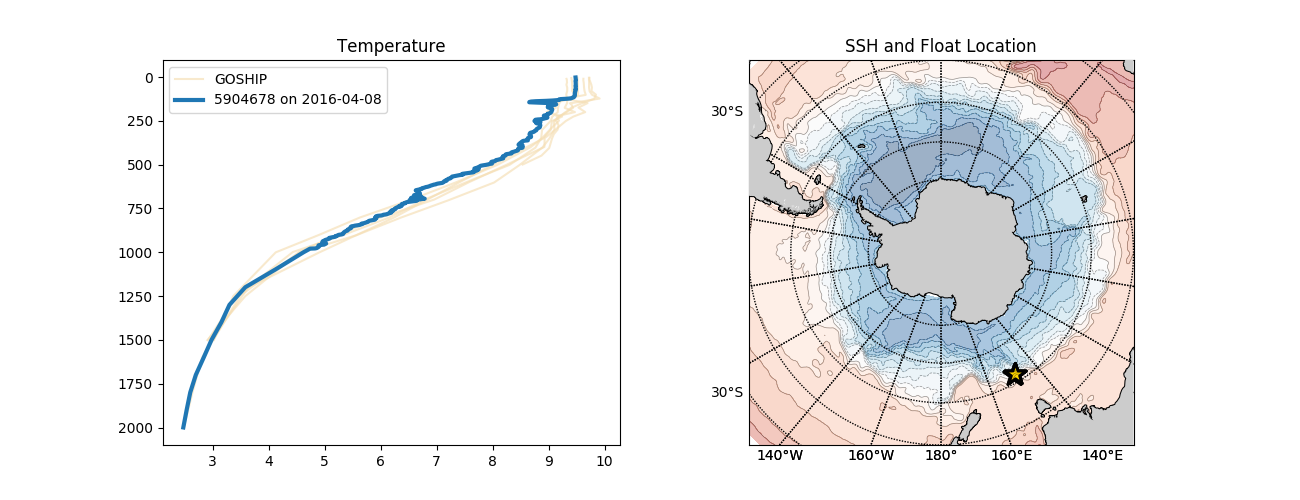 Temperature
GOSHIP
5904678 on 2016-04-08
0
250
500
750
1000
1250
1500
1750
2000
3 4 5 6 7 8 9 10
SSH and Float Location
30°S
30°S
140°W 160°W 180° 160°E 140°E